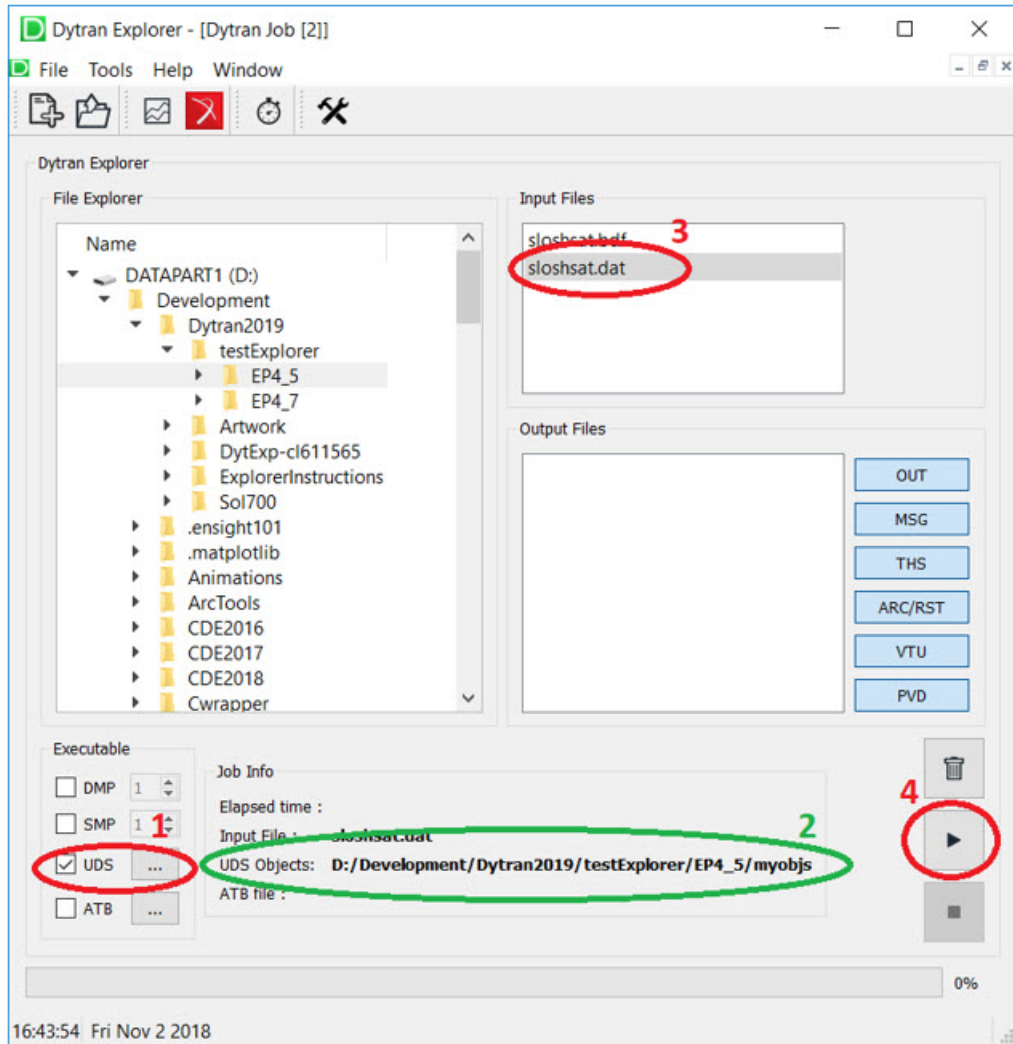 Dytran Explorer - [Dytran Job [2]]
File Tools Help Window
Dytran Explorer
File Explorer
Name
DATAPART1 (D:)
Development
Dytran2019
testExplorer
EP4_5
EP4_7
Artwork
DytExp-cl611565
ExplorerInstructions
Sol700
.ensight101
.matplotlib
Animations
ArcTools
CDE2016
CDE2017
CDE2018
Cwrapper
Input Files
sloshsat.bdf
3
sloshsat.dat
Output Files
OUT
MSG
THS
ARC/RST
VTU
PVD
Executable
DMP 1
SMP 1
1
UDS ...
ATB ...
Job Info
Elapsed time :
Input File : sloshsat.dat
2
UDS Objects: D:/Development/Dytran2019/testExplorer/EP4_5/myobjs
ATB file :
4
0%
16:43:54 Fri Nov 2 2018